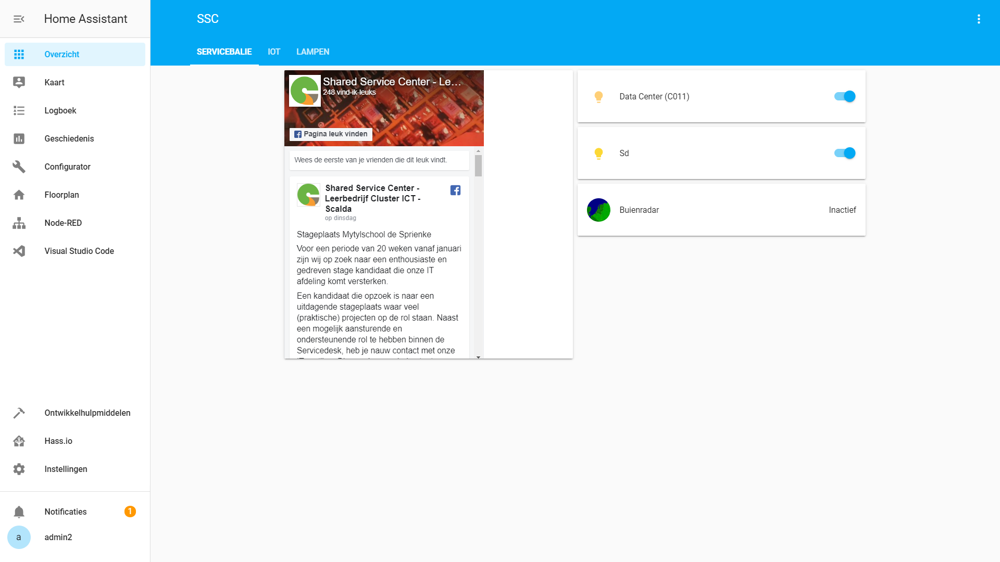 Home Assistant
Overzicht
Kaart
Logboek
Geschiedenis
Configurator
Floorplan
Node-RED
Visual Studio Code
Ontwikkelhulpmiddelen
Hass.io
Instellingen
Notificaties
1
a
admin2
SSC
SERVICEBALIE
IOT
LAMPEN
Shared Service Center - Le...
248 vind-ik-leuks
Pagina leuk vinden
Wees de eerste van je vrienden die dit leuk vindt.
Shared Service Center -
Leerbedrijf Cluster ICT -
Scalda
op dinsdag
Stageplaats Mytylschool de Sprienke
Voor een periode van 20 weken vanaf januari
zijn wij op zoek naar een enthousiaste en
gedreven stage kandidaat die onze IT
afdeling komt versterken.
Een kandidaat die opzoek is naar een
uitdagende stageplaats waar veel
(praktische) projecten op de rol staan. Naast
een mogelijk aansturende en
ondersteunende rol te hebben binnen de
Servicedesk, heb je nauw contact met onze
Data Center (C011)
Sd
Buienradar
Inactief